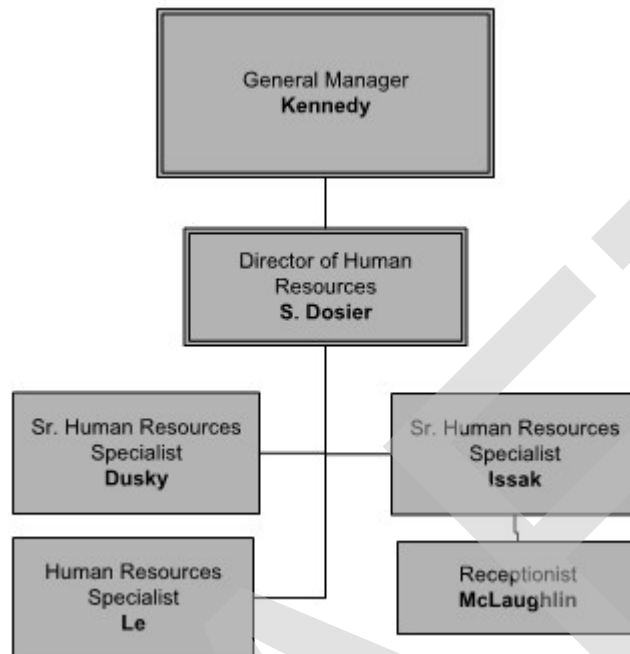 General Manager
Kennedy
Director of Human
Resources
S. Dosier
Sr. Human Resources
Specialist
Dusky
Sr. Human Resources
Specialist
Issak
Human Resources
Specialist
Le
Receptionist
McLaughlin